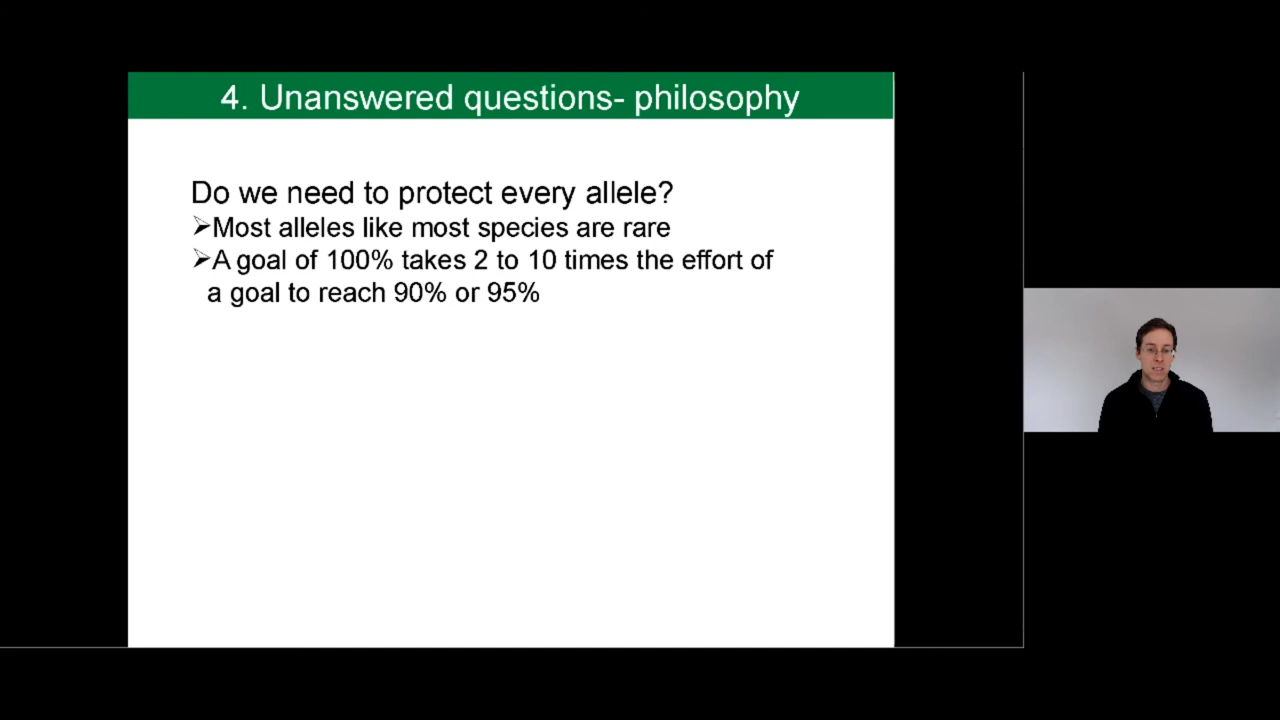 4. Unanswered questions- philosophy
Do we need to protect every allele?
➢Most alleles like most species are rare
➢A goal of 100% takes 2 to 10 times the effort of
a goal to reach 90% or 95%